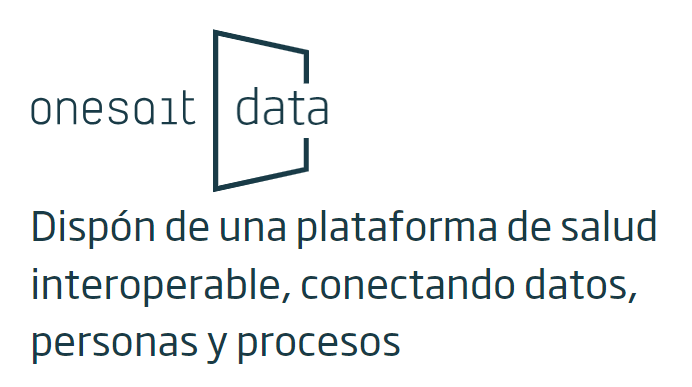 onesait data
Dispón de una plataforma de salud
interoperable, conectando datos,
personas y procesos